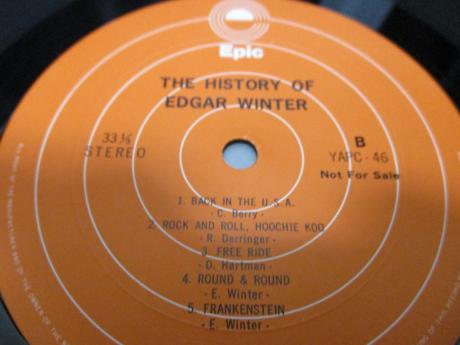 Epic
THE HISTORY OF
EDGAR WINTER
33⅓
STEREO
B
YAPC-46
Not For Sale
1. BACK IN THE U.S.A.
- C. Berry -
2. ROCK AND ROLL, HOOCHIE KOO
- R. Derringer -
3. FREE RIDE
- D. Hartman -
4. ROUND & ROUND
- E. Winter -
5. FRANKENSTEIN
- E. Winter -